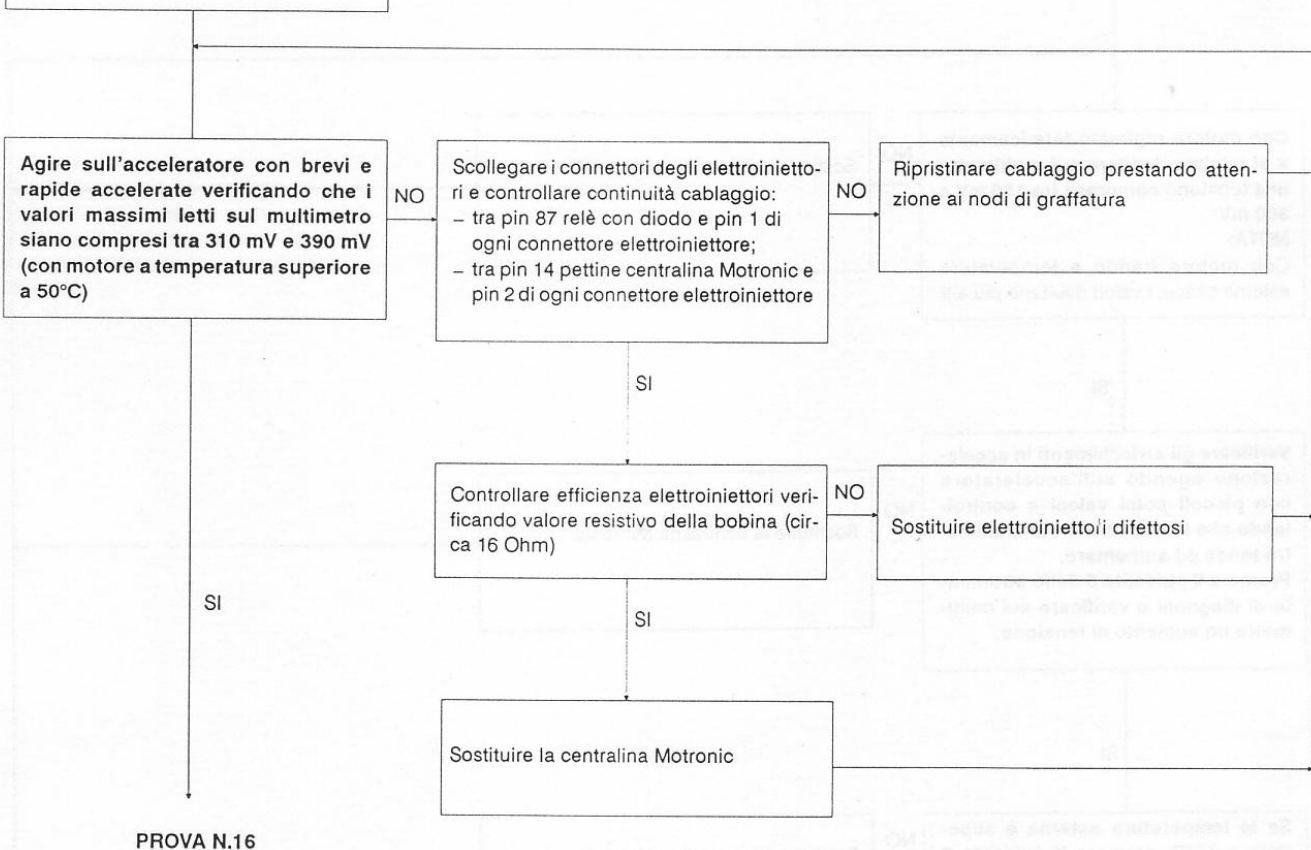 Agire sull'acceleratore con brevi e
rapide accelerate verificando che i
valori massimi letti sul multimetro
siano compresi tra 310 mV e 390 mV
(con motore a temperatura superiore
a 50°C)
NO
Scollegare i connettori degli elettroinietto-
ri e controllare continuità cablaggio:
– tra pin 87 relè con diodo e pin 1 di
ogni connettore elettroiniettore;
– tra pin 14 pettine centralina Motronic e
pin 2 di ogni connettore elettroiniettore
NO
Ripristinare cablaggio prestando atten-
zione ai nodi di graffatura
SI
Controllare efficienza elettroiniettori veri-
ficando valore resistivo della bobina (cir-
ca 16 Ohm)
NO
Sostituire elettroinietto/i difettosi
SI
SI
Sostituire la centralina Motronic
PROVA N.16